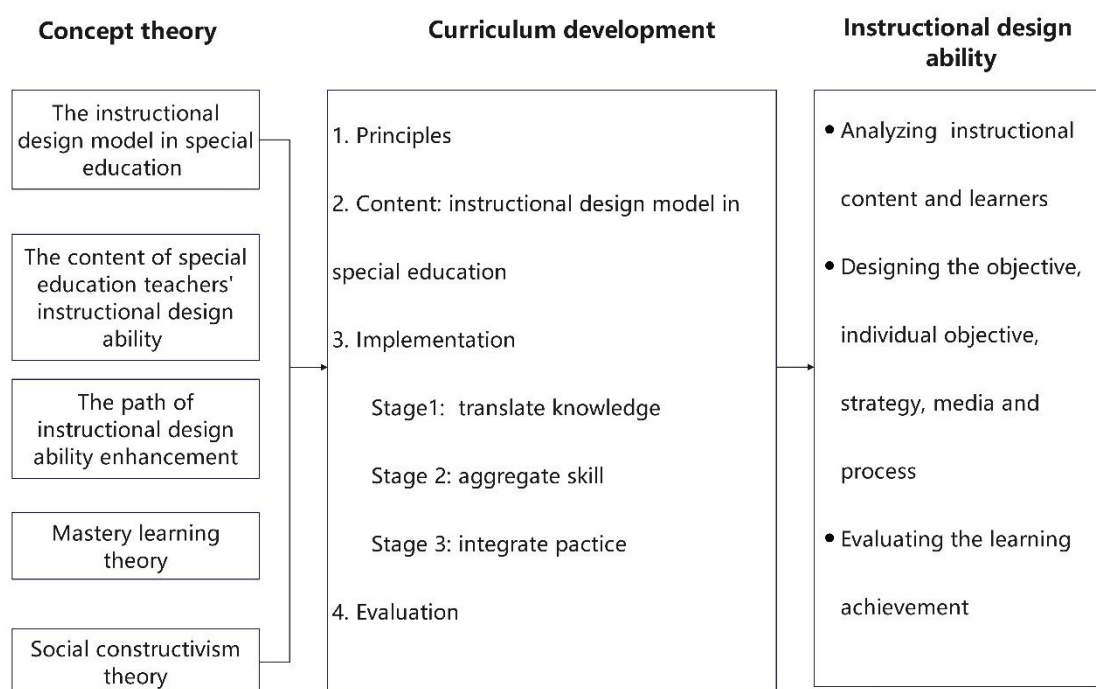 Concept theory
The instructional
design model in special
education
The content of special
education teachers'
instructional design
ability
The path of
instructional design
ability enhancement
Mastery learning
theory
Social constructivism
theory
Curriculum development
1. Principles
2. Content: instructional design model in
special education
3. Implementation
Stage1: translate knowledge
Stage 2: aggregate skill
Stage 3: integrate pactice
4. Evaluation
Instructional design
ability
• Analyzing instructional
content and learners
• Designing the objective,
individual objective,
strategy, media and
process
• Evaluating the learning
achievement